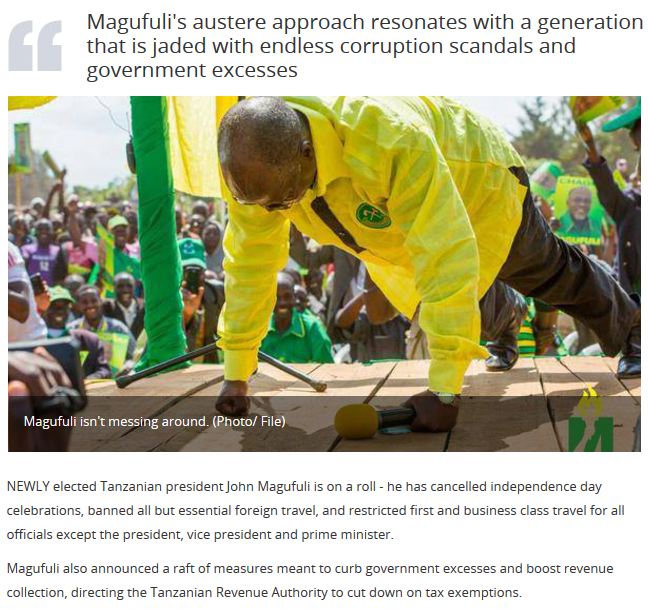 Magufuli's austere approach resonates with a generation
that is jaded with endless corruption scandals and
government excesses
MAGUFULI
Magufuli isn't messing around. (Photo/ File)
NEWLY elected Tanzanian president John Magufuli is on a roll - he has cancelled independence day
celebrations, banned all but essential foreign travel, and restricted first and business class travel for all
officials except the president, vice president and prime minister.
Magufuli also announced a raft of measures meant to curb government excesses and boost revenue
collection, directing the Tanzanian Revenue Authority to cut down on tax exemptions.